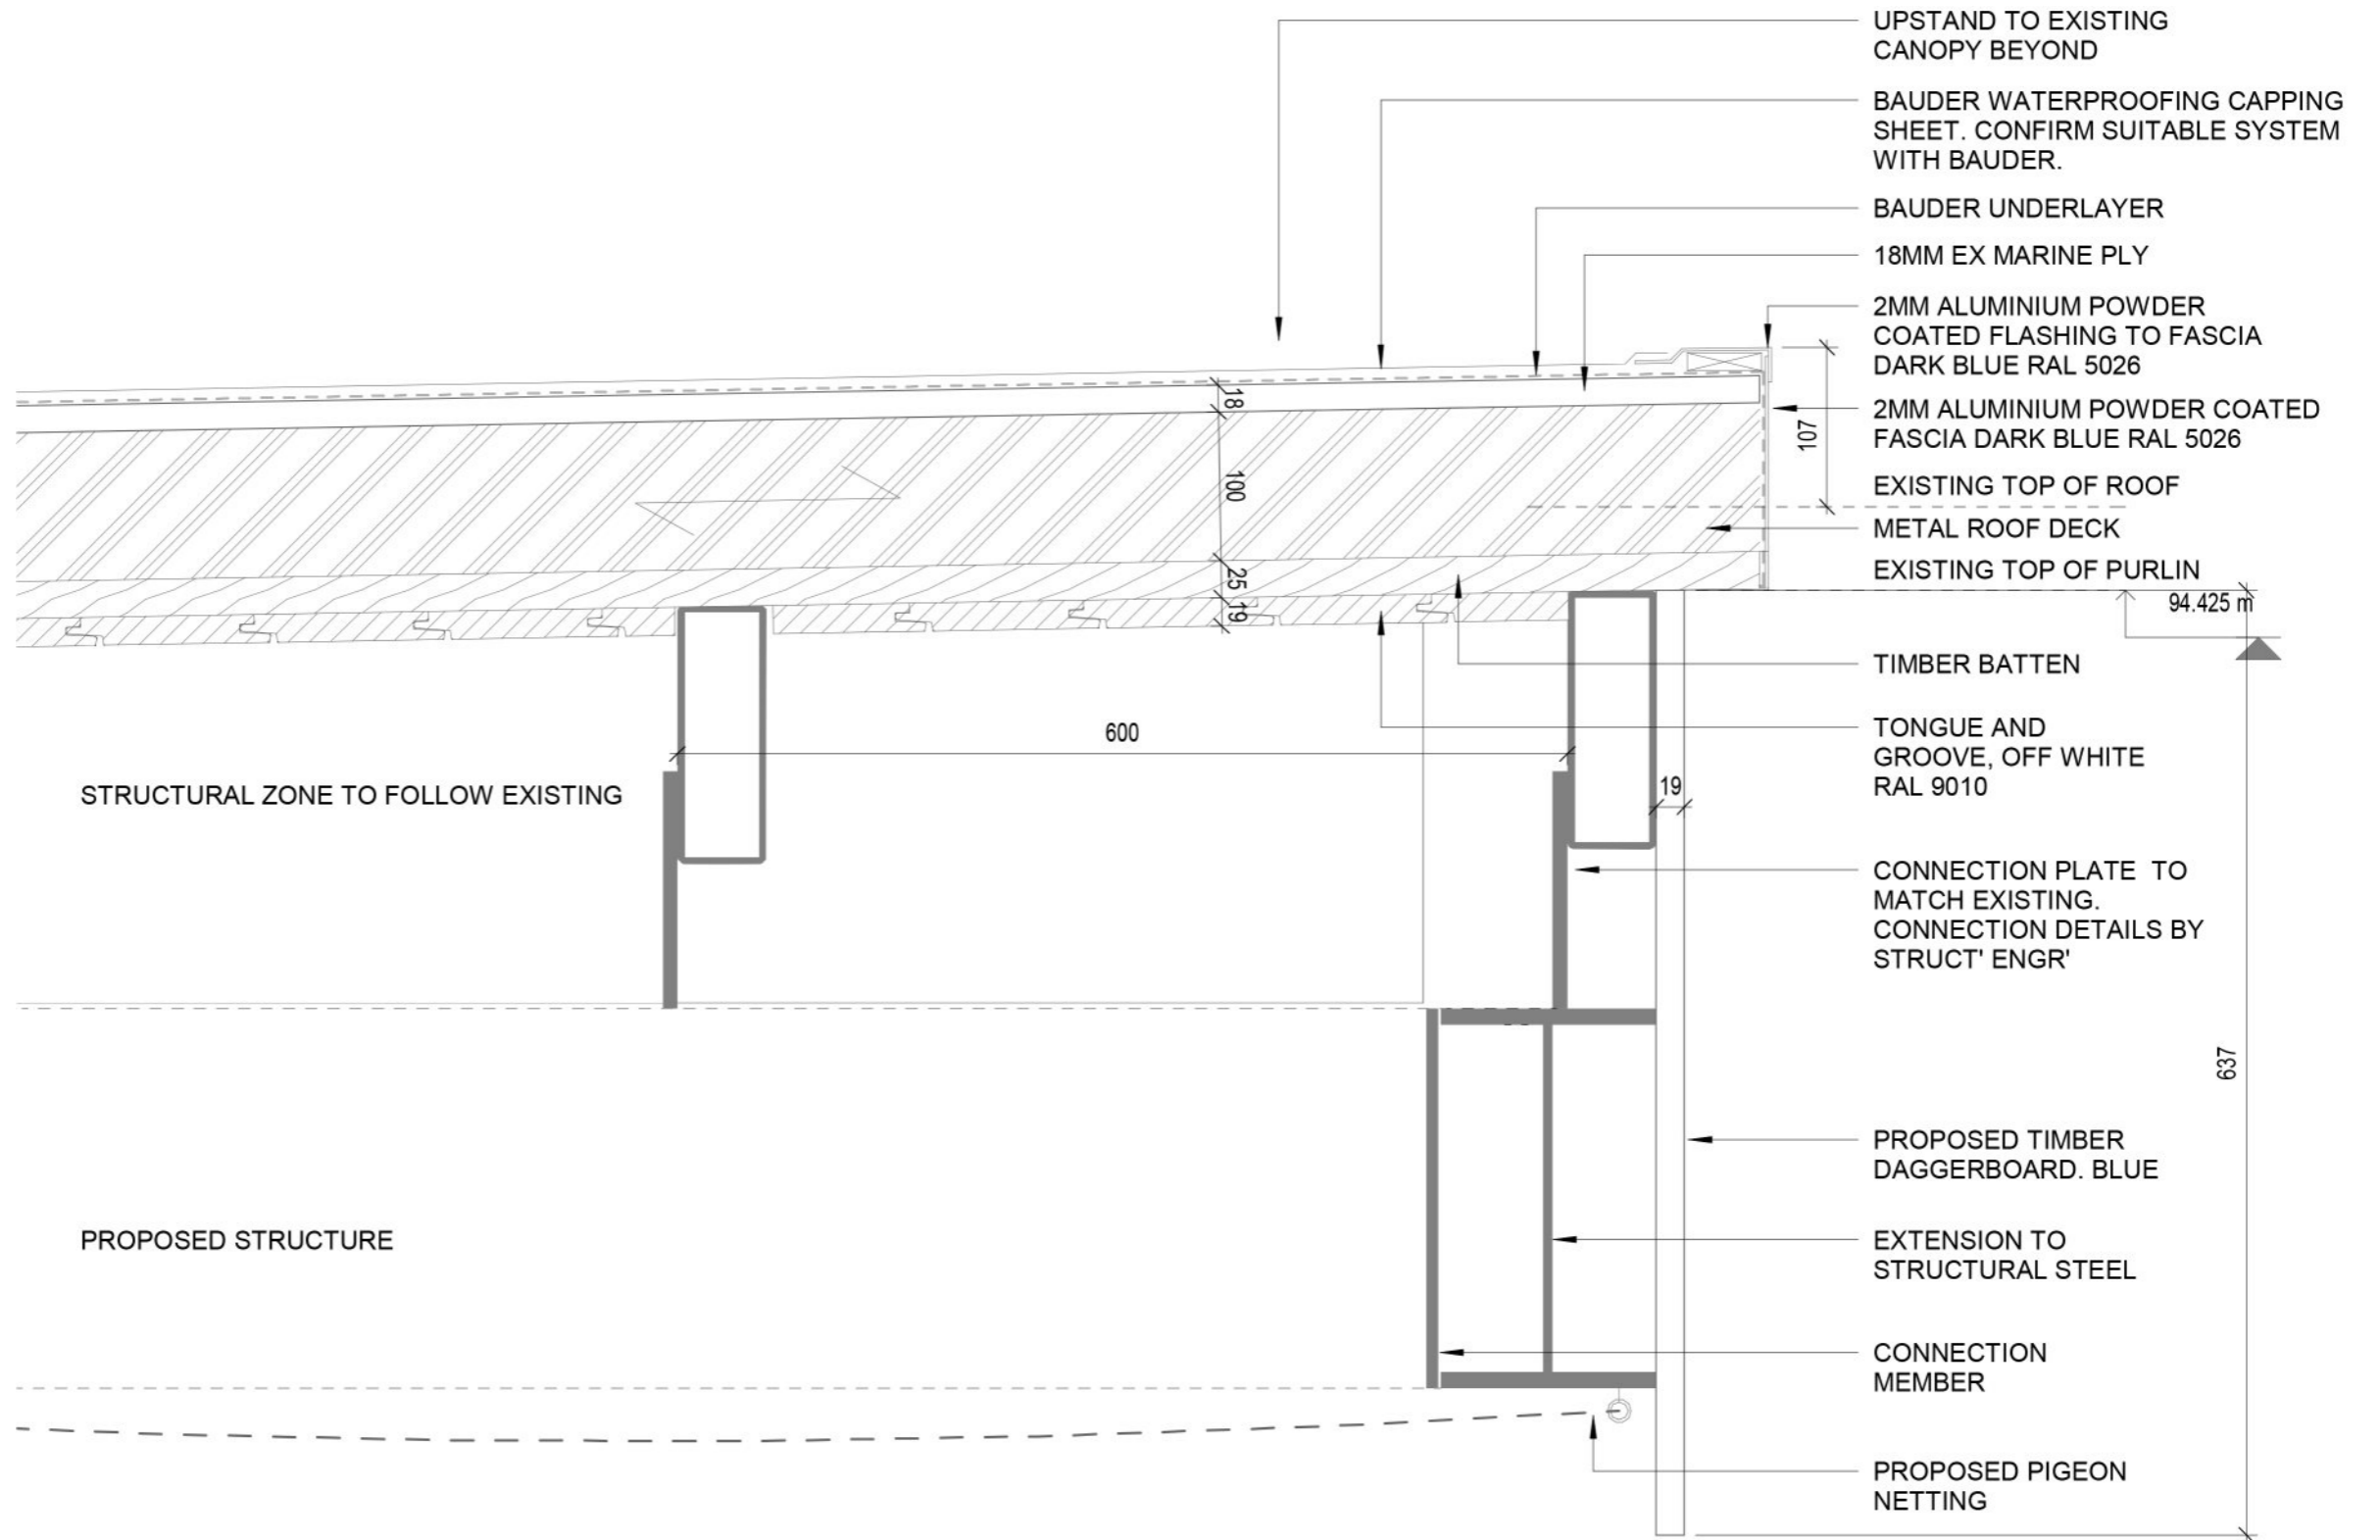 UPSTAND TO EXISTING
CANOPY BEYOND
BAUDER WATERPROOFING CAPPING
SHEET. CONFIRM SUITABLE SYSTEM
WITH BAUDER.
BAUDER UNDERLAYER
18MM EX MARINE PLY
2MM ALUMINIUM POWDER
COATED FLASHING TO FASCIA
DARK BLUE RAL 5026
18
2MM ALUMINIUM POWDER COATED
FASCIA DARK BLUE RAL 5026
107
100
EXISTING TOP OF ROOF
METAL ROOF DECK
EXISTING TOP OF PURLIN
25
94.425 m
19
TIMBER BATTEN
TONGUE AND
GROOVE, OFF WHITE
RAL 9010
600
19
STRUCTURAL ZONE TO FOLLOW EXISTING
CONNECTION PLATE TO
MATCH EXISTING.
CONNECTION DETAILS BY
STRUCT' ENGR'
637
PROPOSED TIMBER
DAGGERBOARD. BLUE
PROPOSED STRUCTURE
EXTENSION TO
STRUCTURAL STEEL
CONNECTION
MEMBER
PROPOSED PIGEON
NETTING